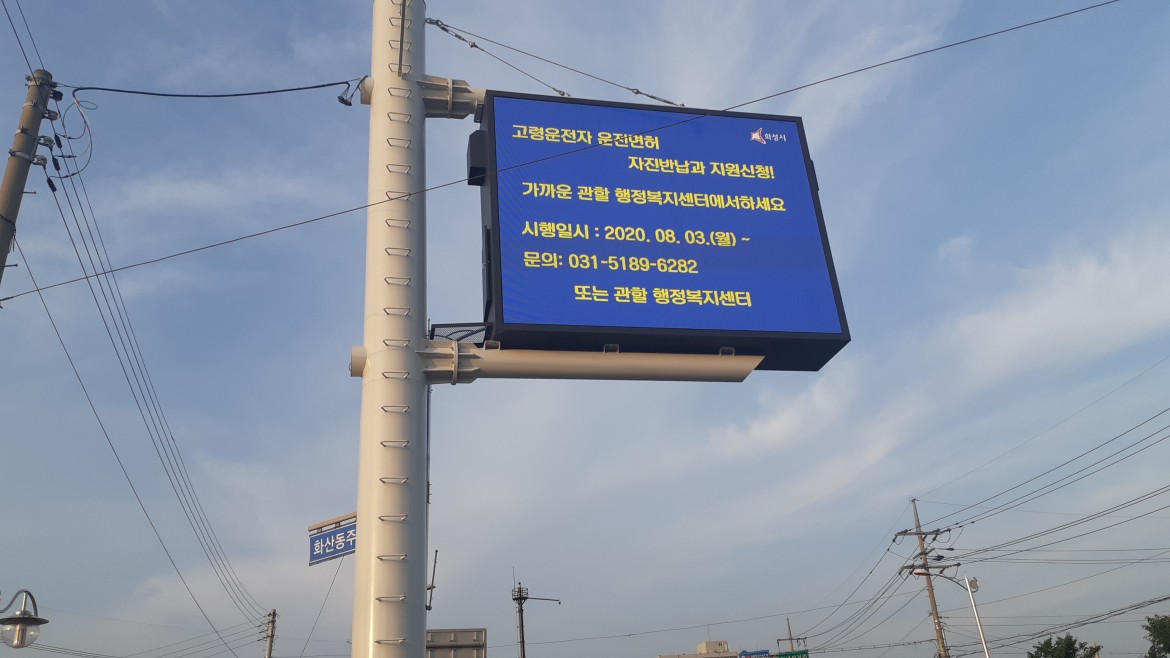 화성시
고령운전자 운전면허
자진반납과 지원신청!
가까운 관할 행정복지센터에서하세요
시행일시 : 2020. 08. 03.(월) ~
문의: 031-5189-6282
또는 관할 행정복지센터
화산동주